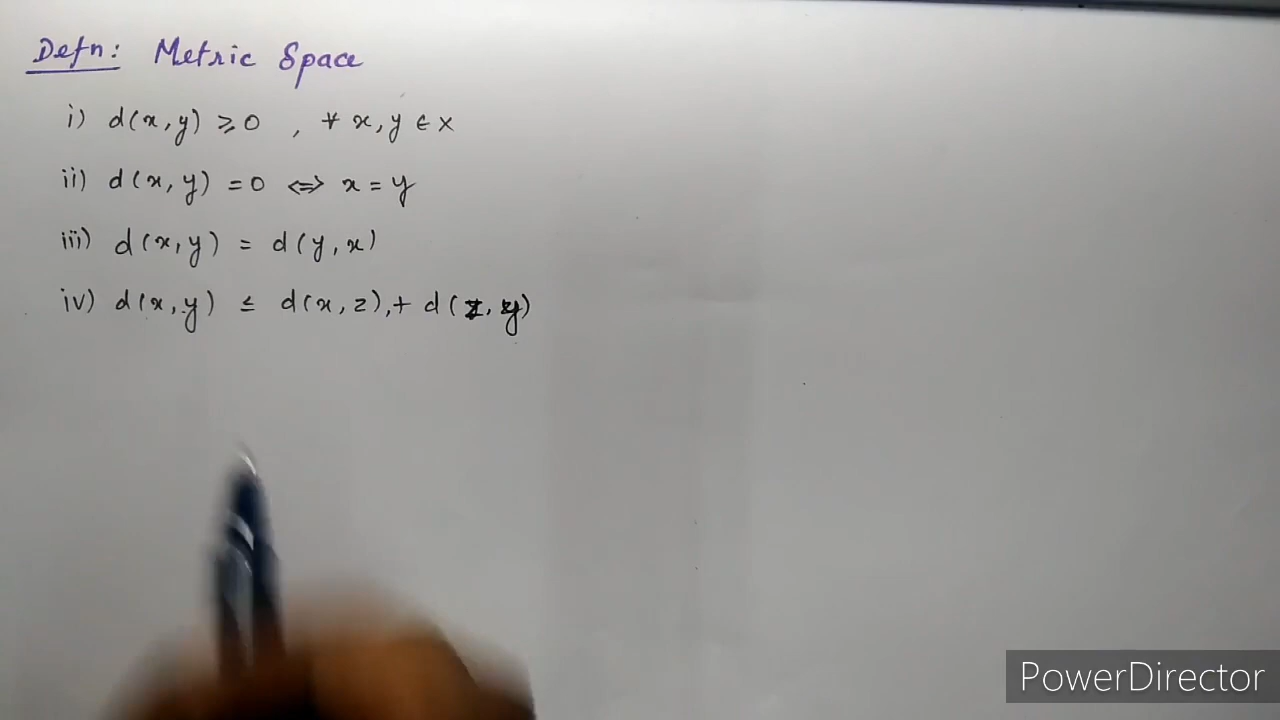 Defn: Metric Space
i) d(x,y) ≥ 0 , ∀ x,y ∈ X
ii) d(x,y) = 0 ⟺ x = y
iii) d(x,y) = d(y,x)
iv) d(x,y) ≤ d(x,z),+ d(z,y)
PowerDirector